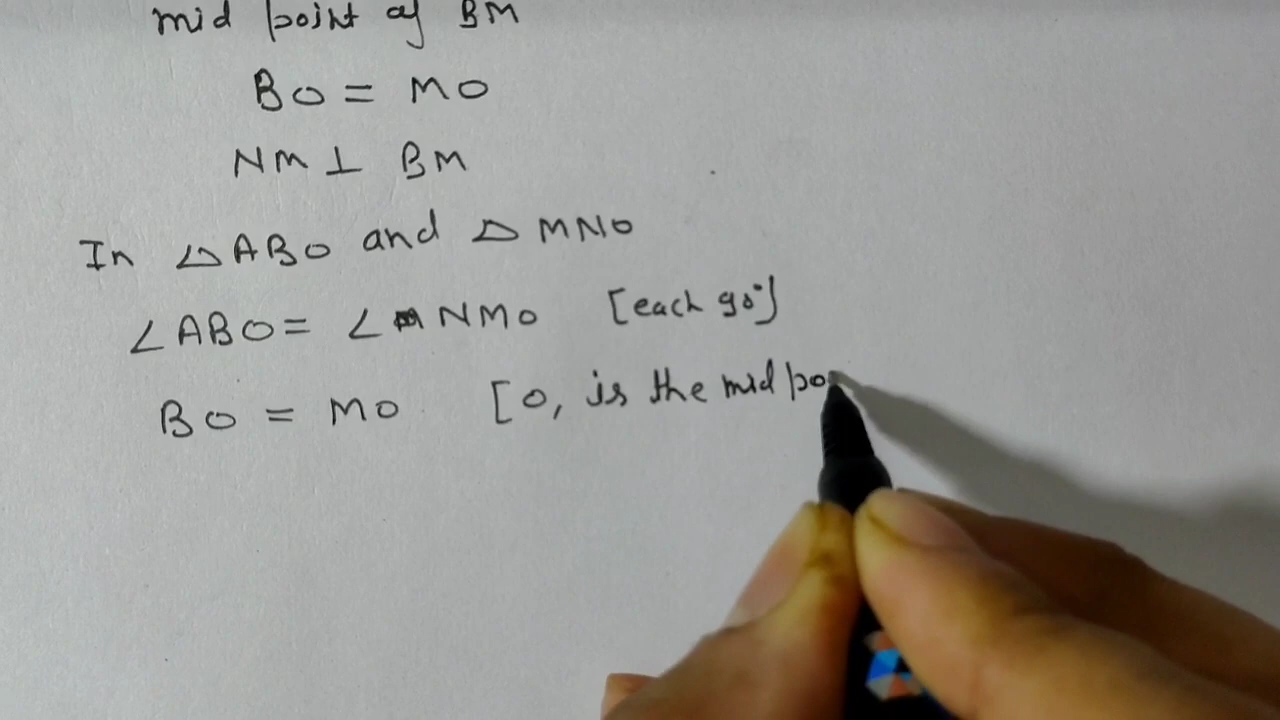 mid point of BM
BO = MO
NM ⊥ BM
In △ABO and △MNO
∠ABO = ∠NMO [each 90°]
BO = MO [O, is the mid po